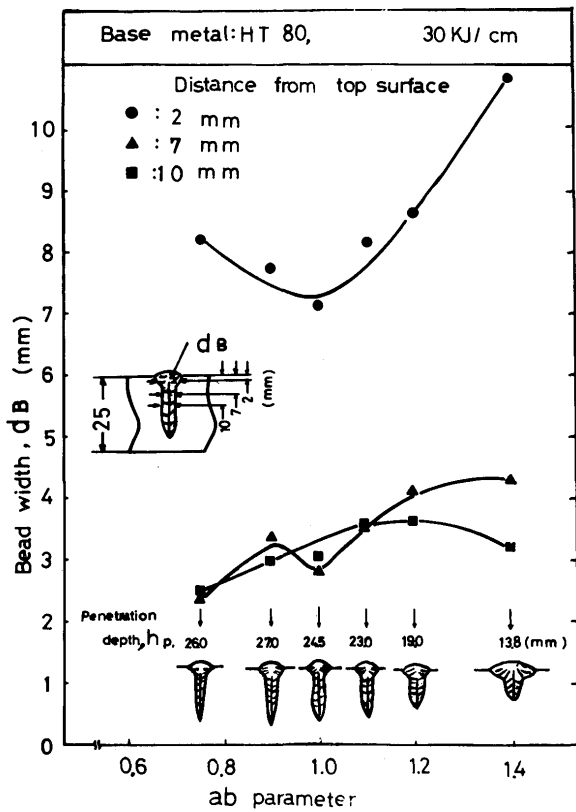 Base metal: HT 80, 30 KJ/ cm
Distance from top surface
● : 2 mm
▲ : 7 mm
■ :10 mm
Bead width, dB (mm)
10
9
8
7
6
5
4
3
2
1
0
dB
25
10
7
2
(mm)
Penetration
depth, hp. 26.0 27.0 24.5 23.0 19.0 13.8 (mm)
0.6 0.8 1.0 1.2 1.4
ab parameter